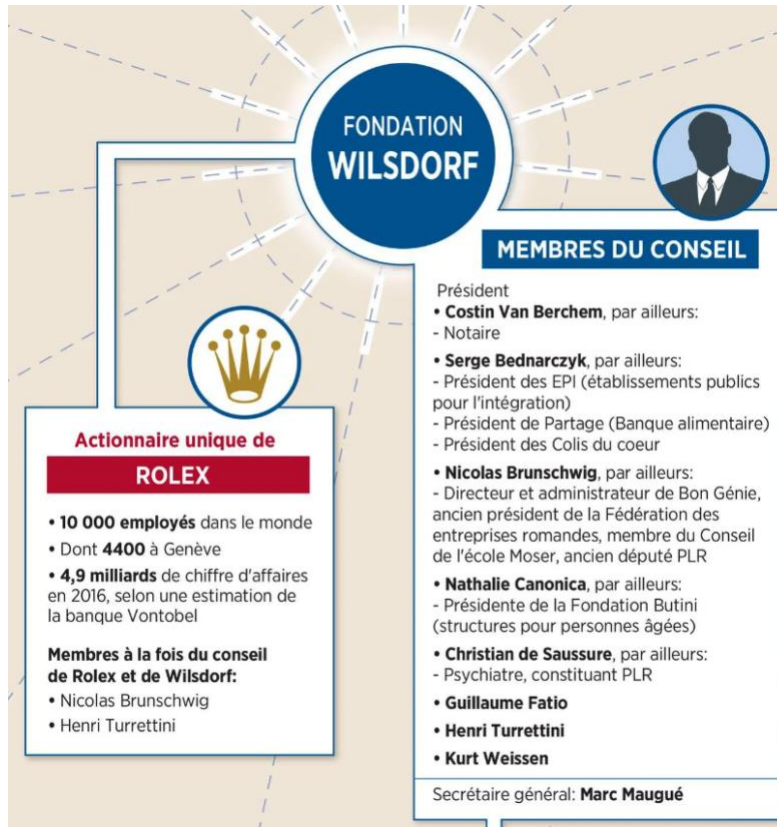 FONDATION
WILSDORF
Actionnaire unique de
ROLEX
• 10 000 employés dans le monde
• Dont 4400 à Genève
• 4,9 milliards de chiffre d'affaires
en 2016, selon une estimation de
la banque Vontobel
Membres à la fois du conseil
de Rolex et de Wilsdorf:
• Nicolas Brunschwig
• Henri Turrettini
MEMBRES DU CONSEIL
Président
• Costin Van Berchem, par ailleurs:
- Notaire
• Serge Bednarczyk, par ailleurs:
- Président des EPI (établissements publics
pour l'intégration)
- Président de Partage (Banque alimentaire)
- Président des Colis du coeur
• Nicolas Brunschwig, par ailleurs:
- Directeur et administrateur de Bon Génie,
ancien président de la Fédération des
entreprises romandes, membre du Conseil
de l'école Moser, ancien député PLR
• Nathalie Canonica, par ailleurs:
- Présidente de la Fondation Butini
(structures pour personnes âgées)
• Christian de Saussure, par ailleurs:
- Psychiatre, constituant PLR
• Guillaume Fatio
• Henri Turrettini
• Kurt Weissen
Secrétaire général: Marc Maugué